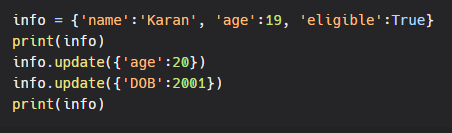 info = {'name':'Karan', 'age':19, 'eligible':True}
print(info)
info.update({'age':20})
info.update({'DOB':2001})
print(info)